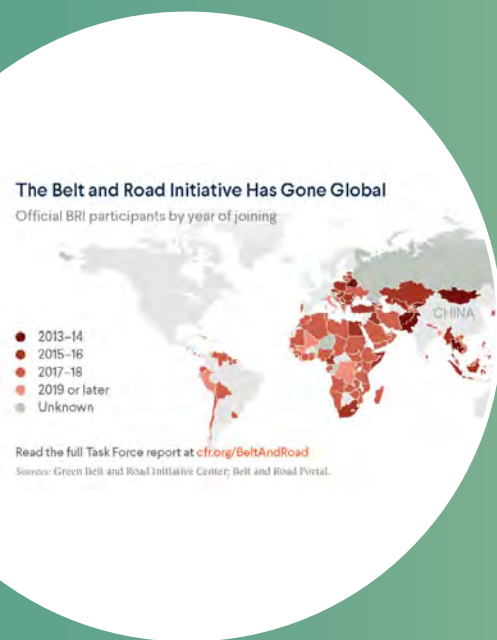 The Belt and Road Initiative Has Gone Global
Official BRI participants by year of joining
CHINA
2013–14
2015–16
2017–18
2019 or later
Unknown
Read the full Task Force report at cfr.org/BeltAndRoad
Sources: Green Belt and Road Initiative Center; Belt and Road Portal.